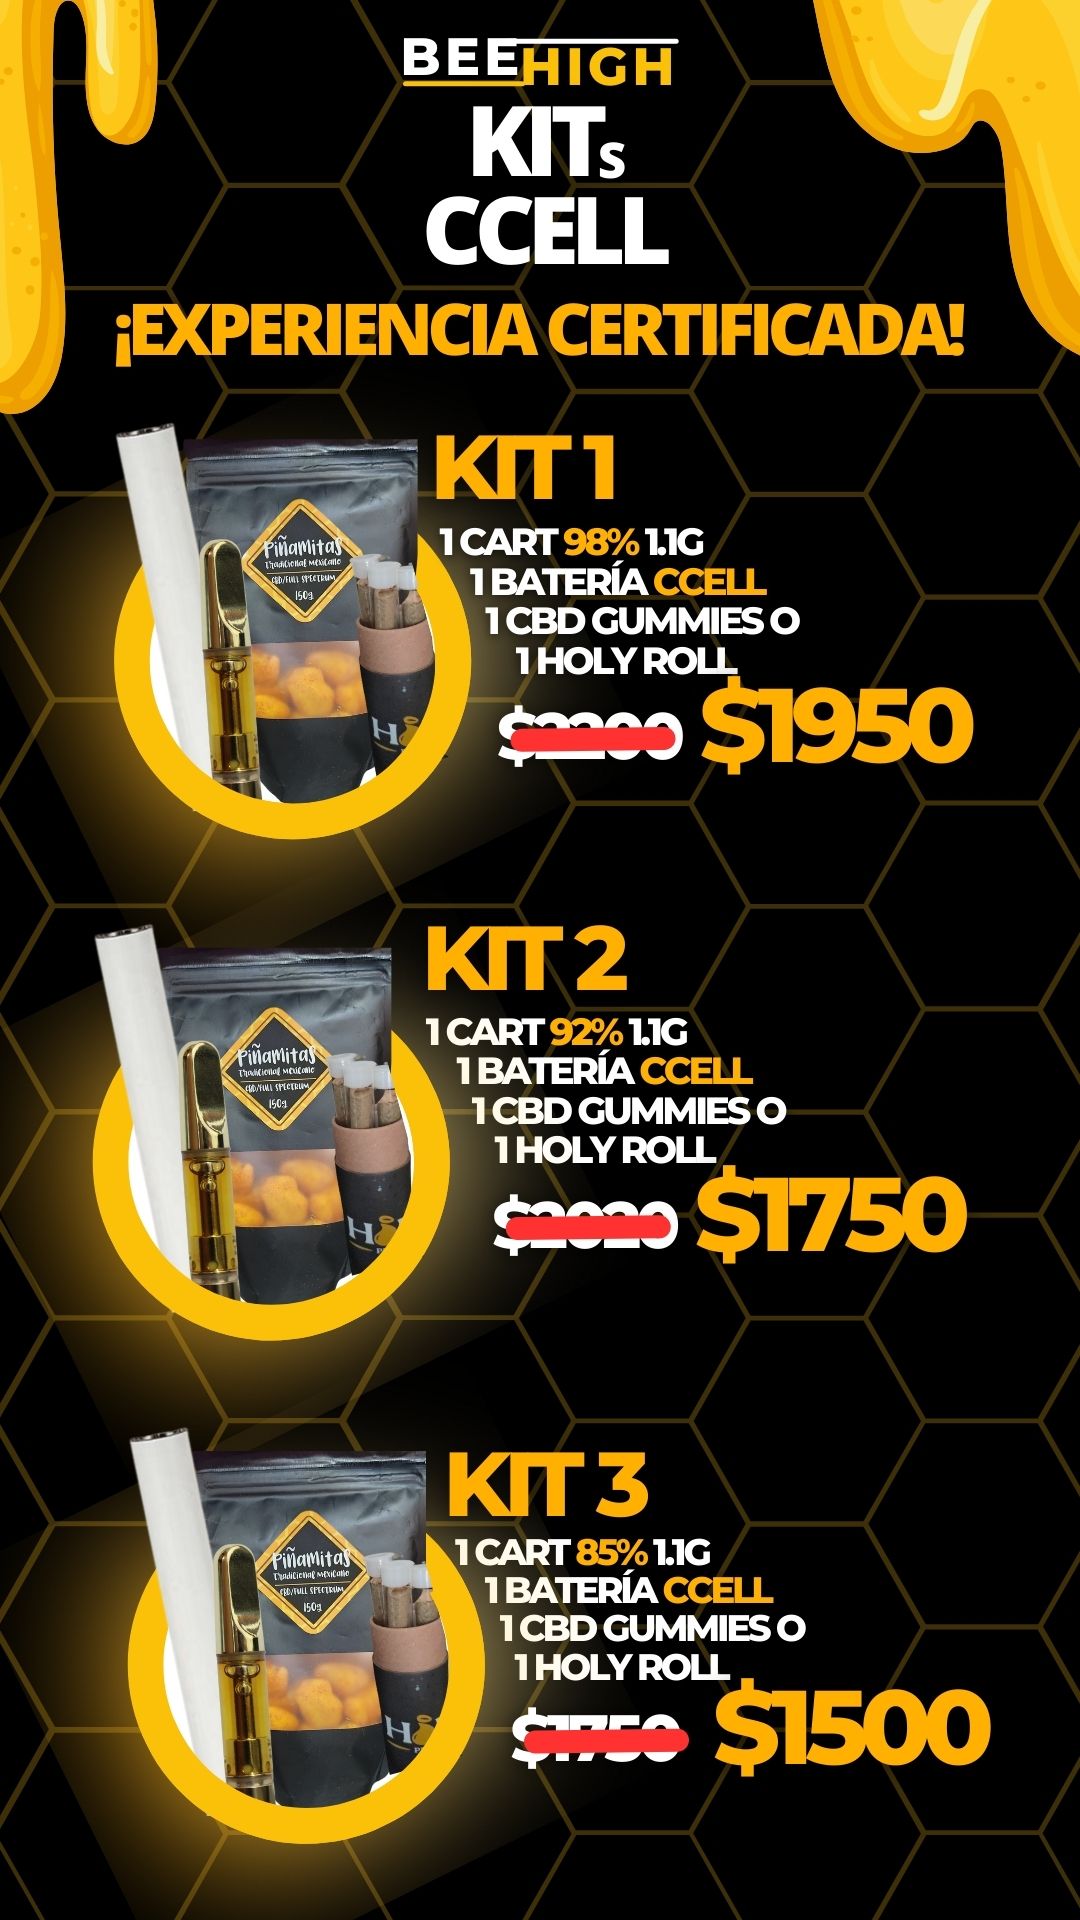 BEEHIGH
KITs
CCELL
¡EXPERIENCIA CERTIFICADA!
KIT 1
1 CART 98% 1.1G
1 BATERÍA CCELL
1 CBD GUMMIES O
1 HOLY ROLL
$2200 $1950
Piñamitas
Tradicional mexicano
CBD/FULL SPECTRUM
150g
H
KIT 2
1 CART 92% 1.1G
1 BATERÍA CCELL
1 CBD GUMMIES O
1 HOLY ROLL
$2020 $1750
Piñamitas
Tradicional mexicano
CBD/FULL SPECTRUM
150g
H
KIT 3
1 CART 85% 1.1G
1 BATERÍA CCELL
1 CBD GUMMIES O
1 HOLY ROLL
$1750 $1500
Piñamitas
Tradicional mexicano
CBD/FULL SPECTRUM
150g
H